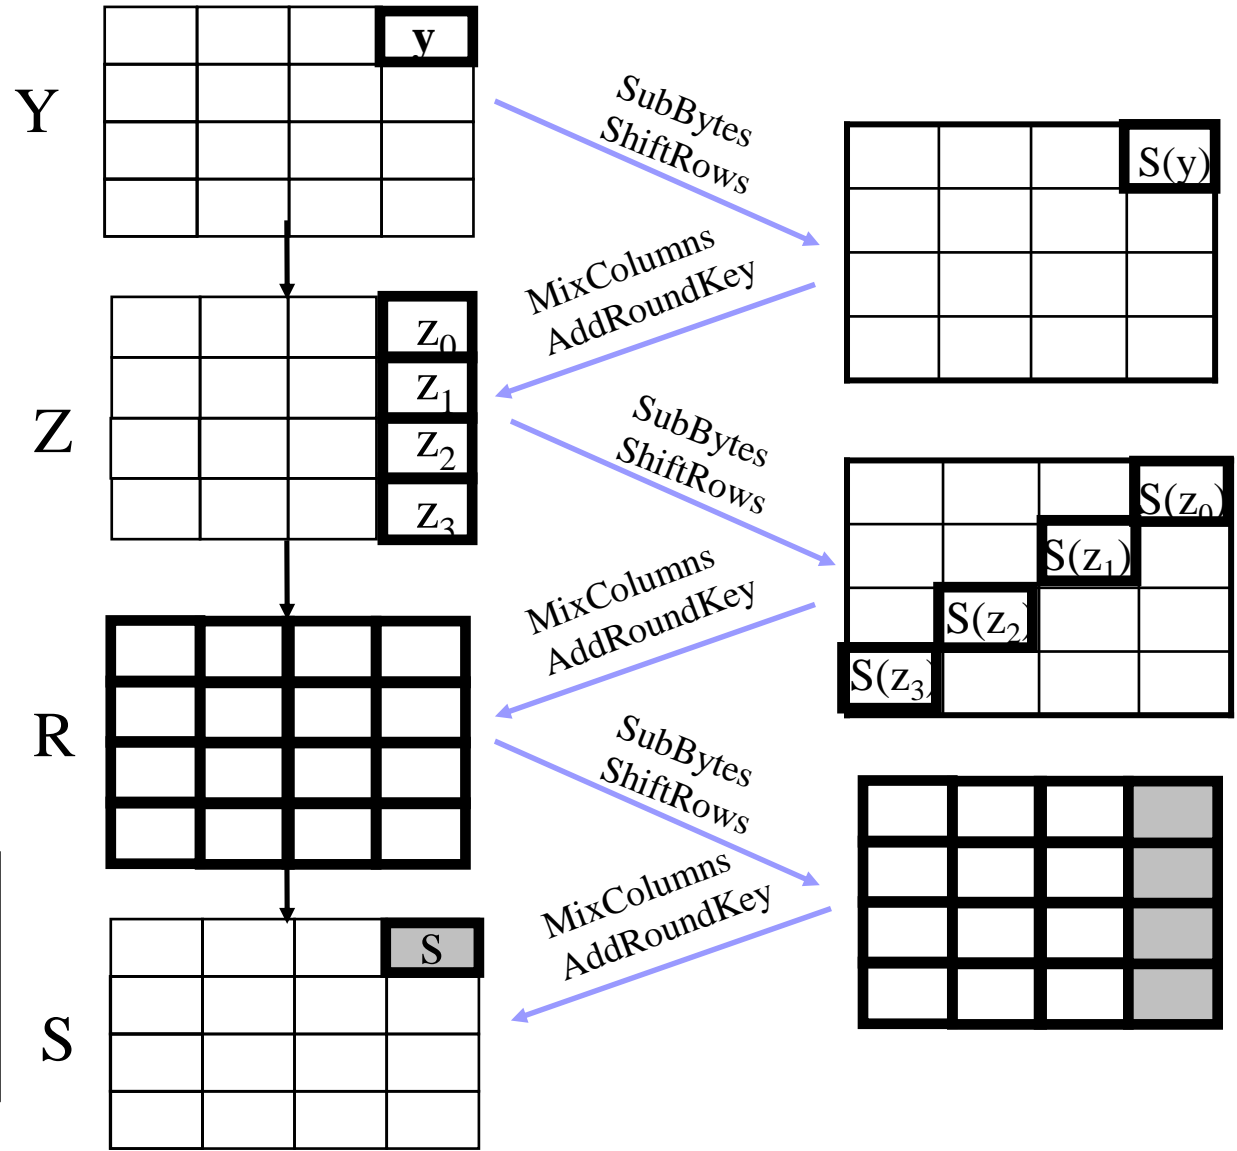 y
Y
SubBytes
ShiftRows
S(y)
MixColumns
AddRoundKey
z0
z1
z2
z3
Z
SubBytes
ShiftRows
S(z0)
S(z1)
S(z2)
S(z3)
MixColumns
AddRoundKey
R
SubBytes
ShiftRows
MixColumns
AddRoundKey
s
S